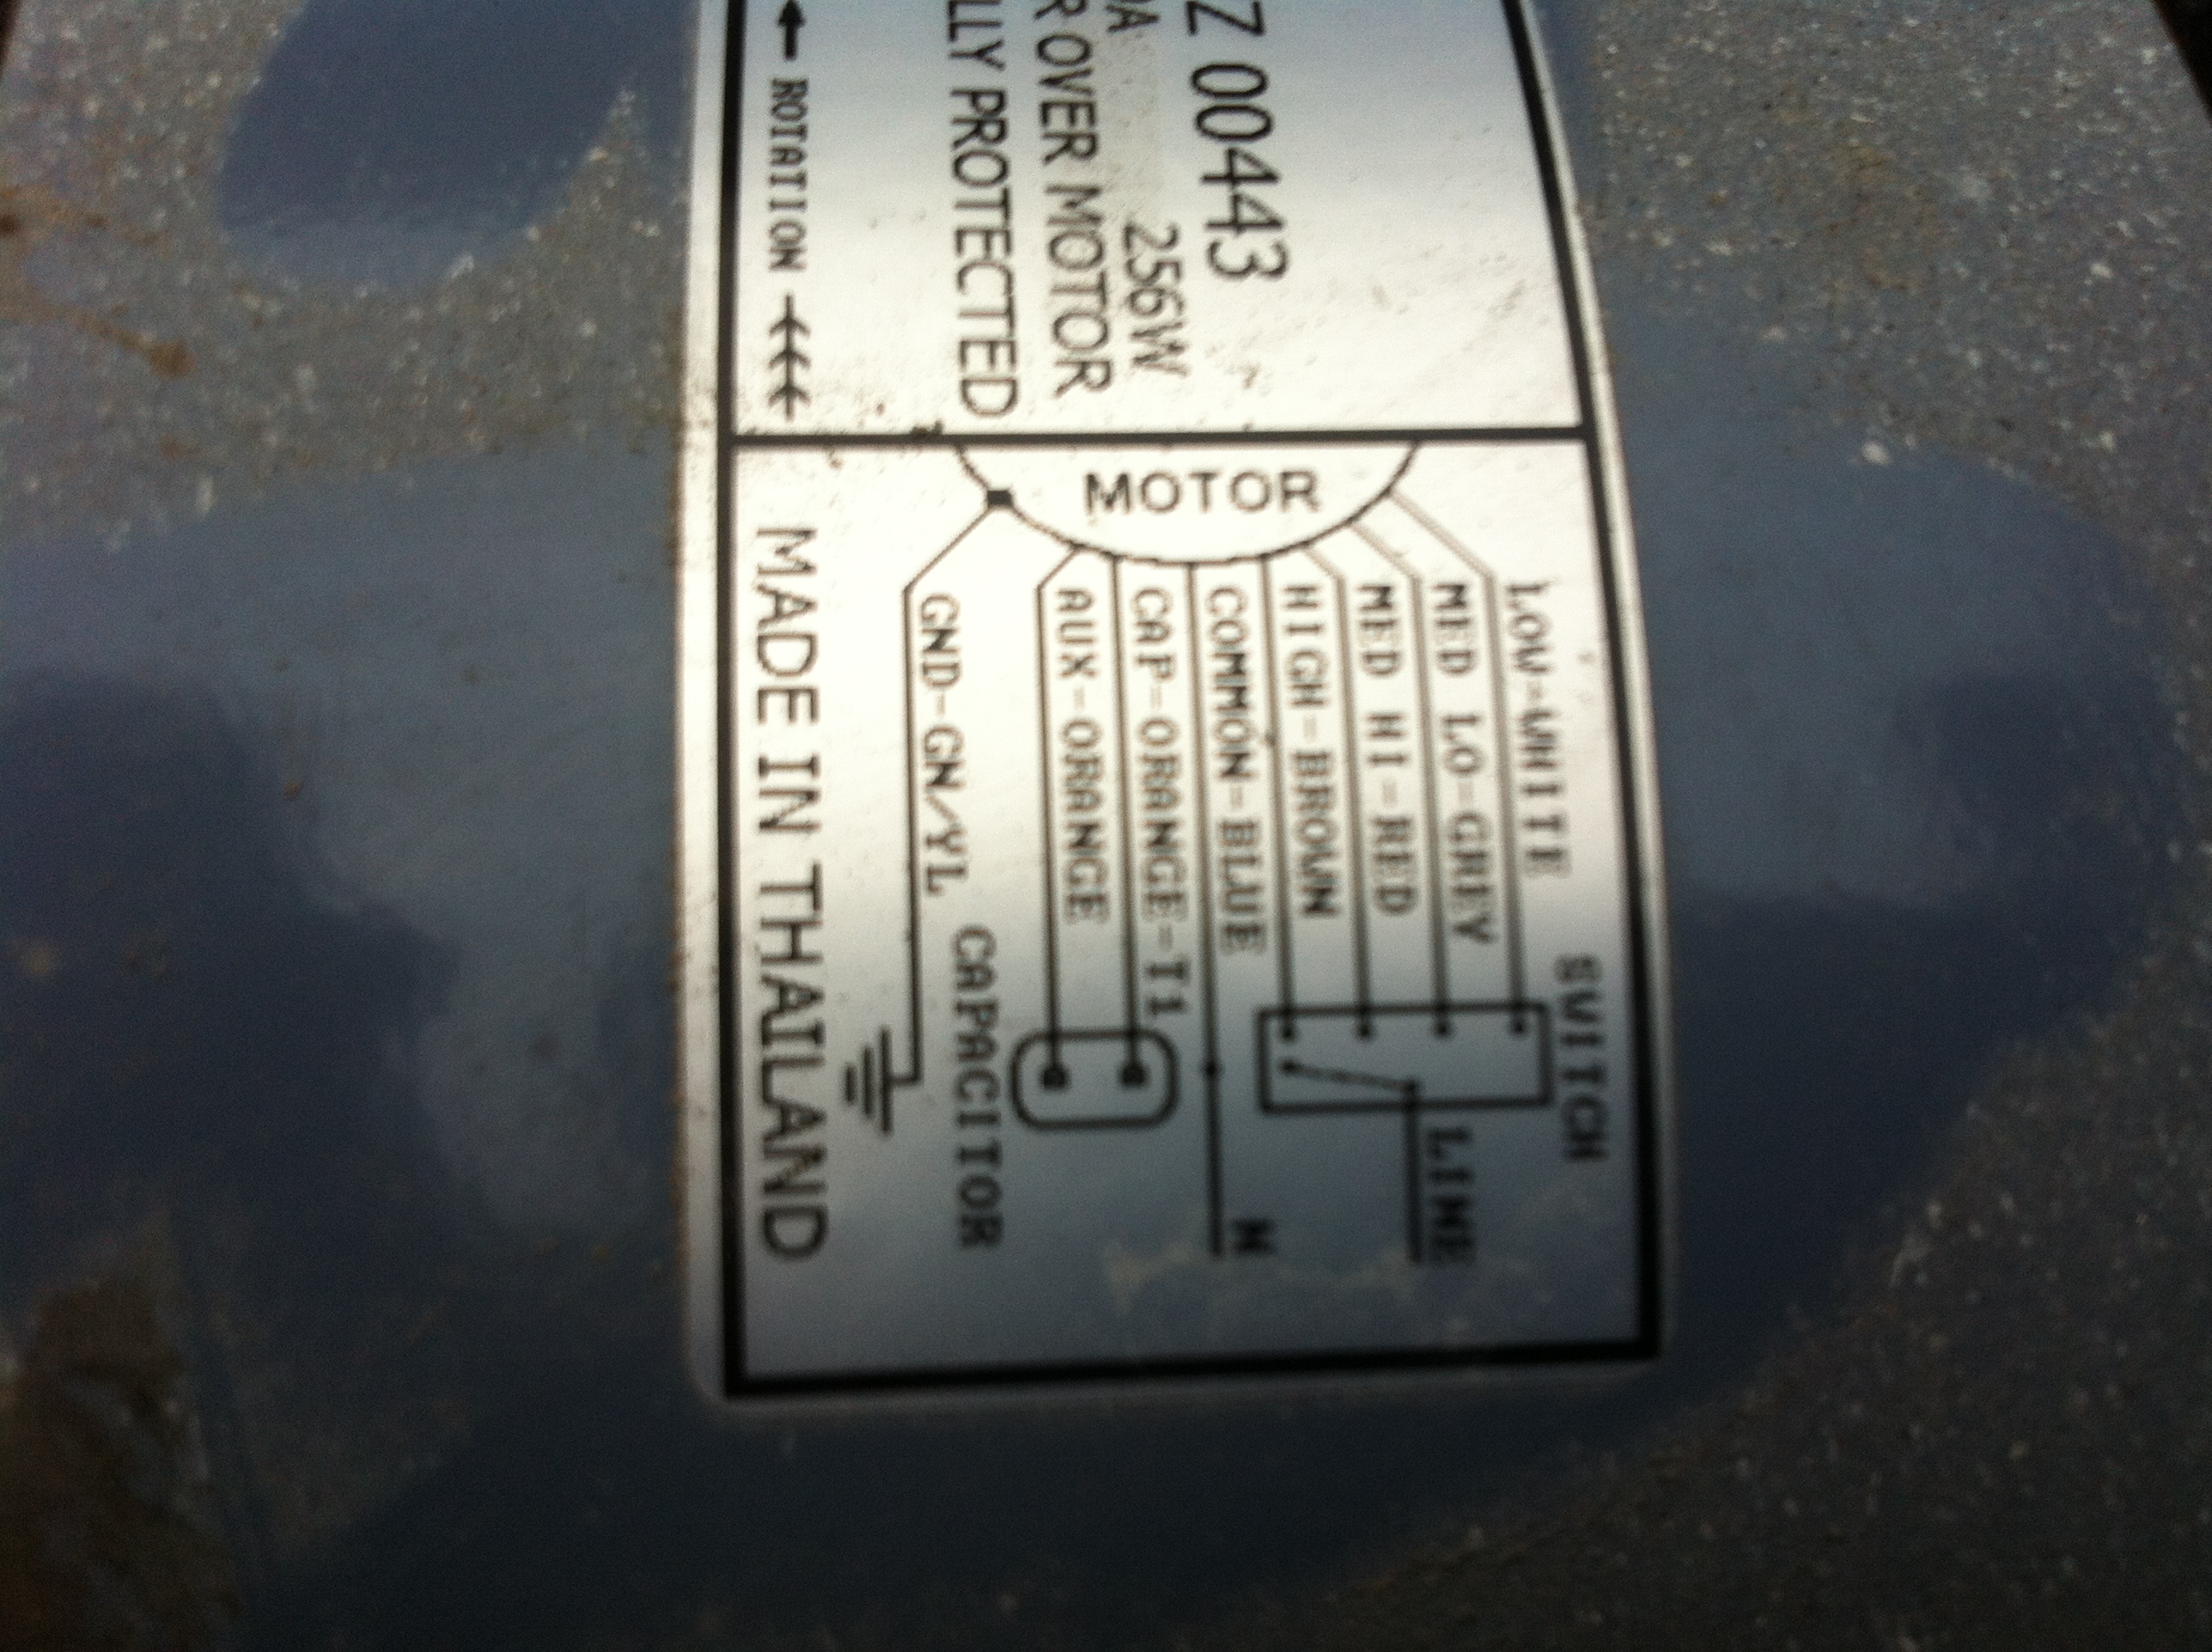 Z 00443
256W
OVER MOTOR
PROTECTED
ROTATION
MOTOR
SWITCH
LOW-WHITE
MED LO-GREY
MED HI-RED
HIGH-BROWN
COMMON-BLUE
CAP-ORANGE-T1
AUX-ORANGE
GND-GN/YL
LINE
N
CAPACITOR
MADE IN THAILAND